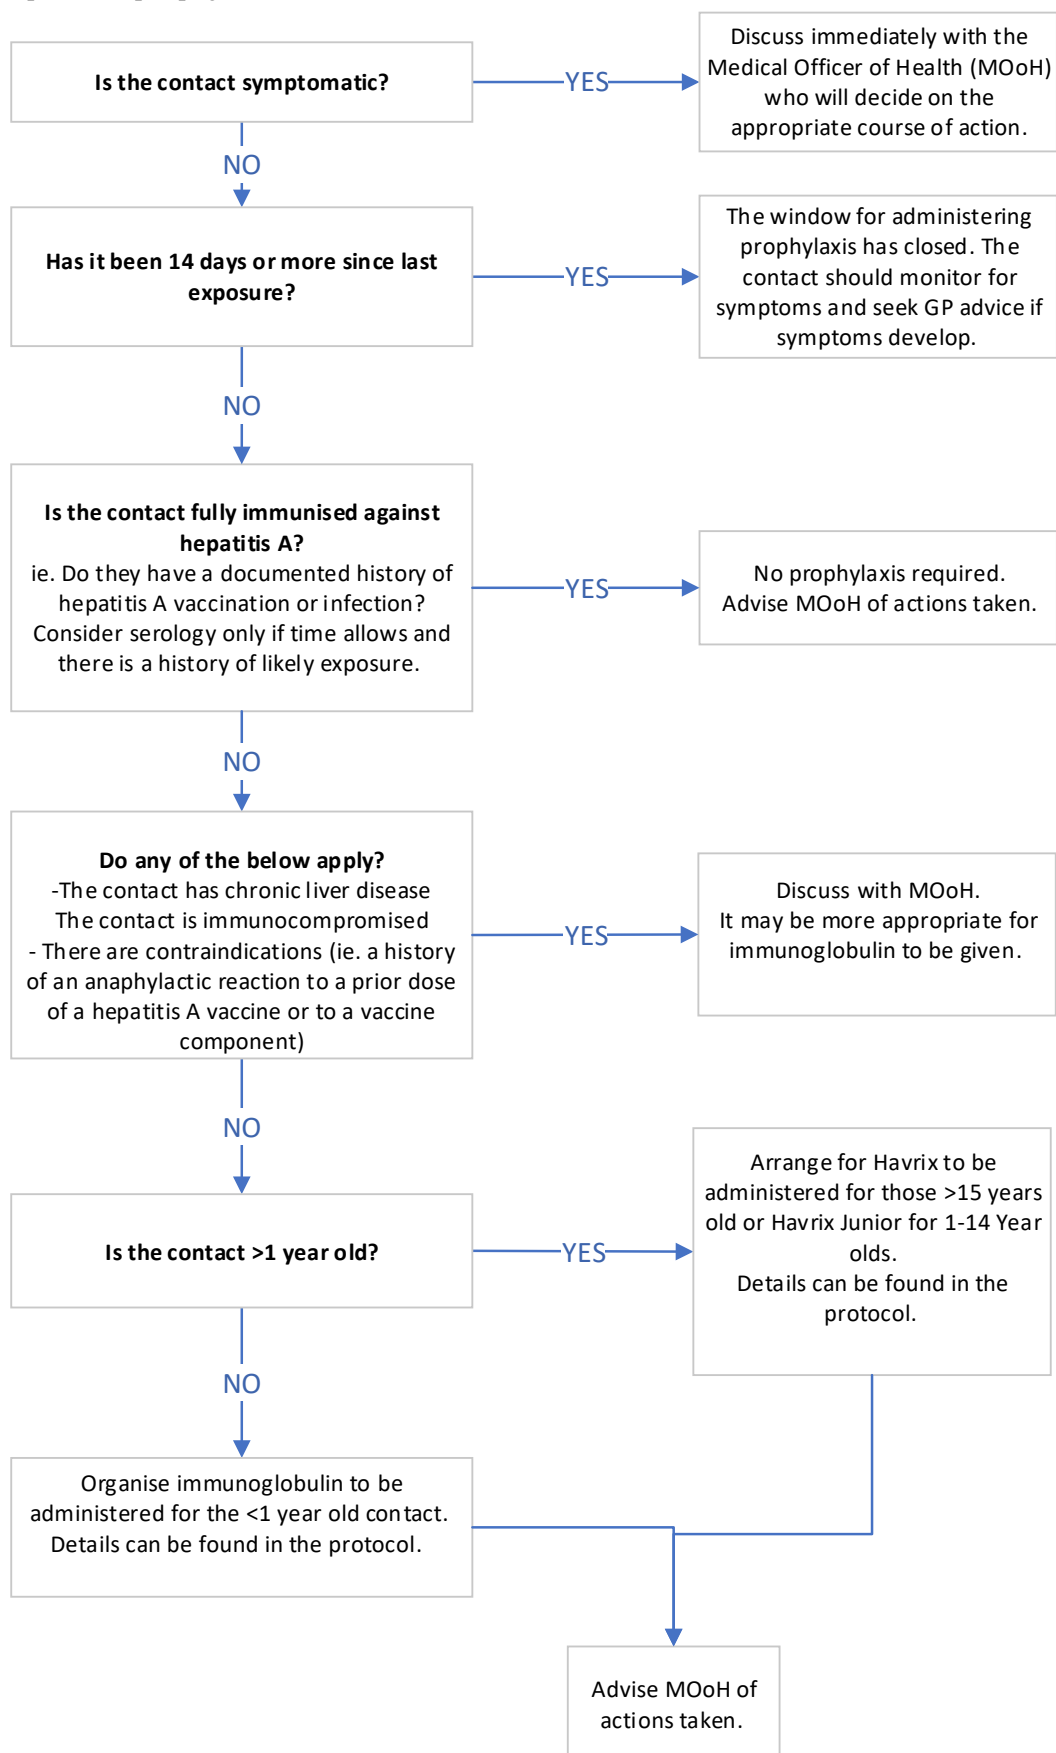 Is the contact symptomatic?
YES
Discuss immediately with the
Medical Officer of Health (MOoH)
who will decide on the
appropriate course of action.
NO
Has it been 14 days or more since last
exposure?
YES
The window for administering
prophylaxis has closed. The
contact should monitor for
symptoms and seek GP advice if
symptoms develop.
NO
Is the contact fully immunised against
hepatitis A?
ie. Do they have a documented history of
hepatitis A vaccination or infection?
Consider serology only if time allows and
there is a history of likely exposure.
YES
No prophylaxis required.
Advise MOoH of actions taken.
NO
Do any of the below apply?
-The contact has chronic liver disease
The contact is immunocompromised
- There are contraindications (ie. a history
of an anaphylactic reaction to a prior dose
of a hepatitis A vaccine or to a vaccine
component)
YES
Discuss with MOoH.
It may be more appropriate for
immunoglobulin to be given.
NO
Is the contact >1 year old?
YES
Arrange for Havrix to be
administered for those >15 years
old or Havrix Junior for 1-14 Year
olds.
Details can be found in the
protocol.
NO
Organise immunoglobulin to be
administered for the <1 year old contact.
Details can be found in the protocol.
Advise MOoH of
actions taken.